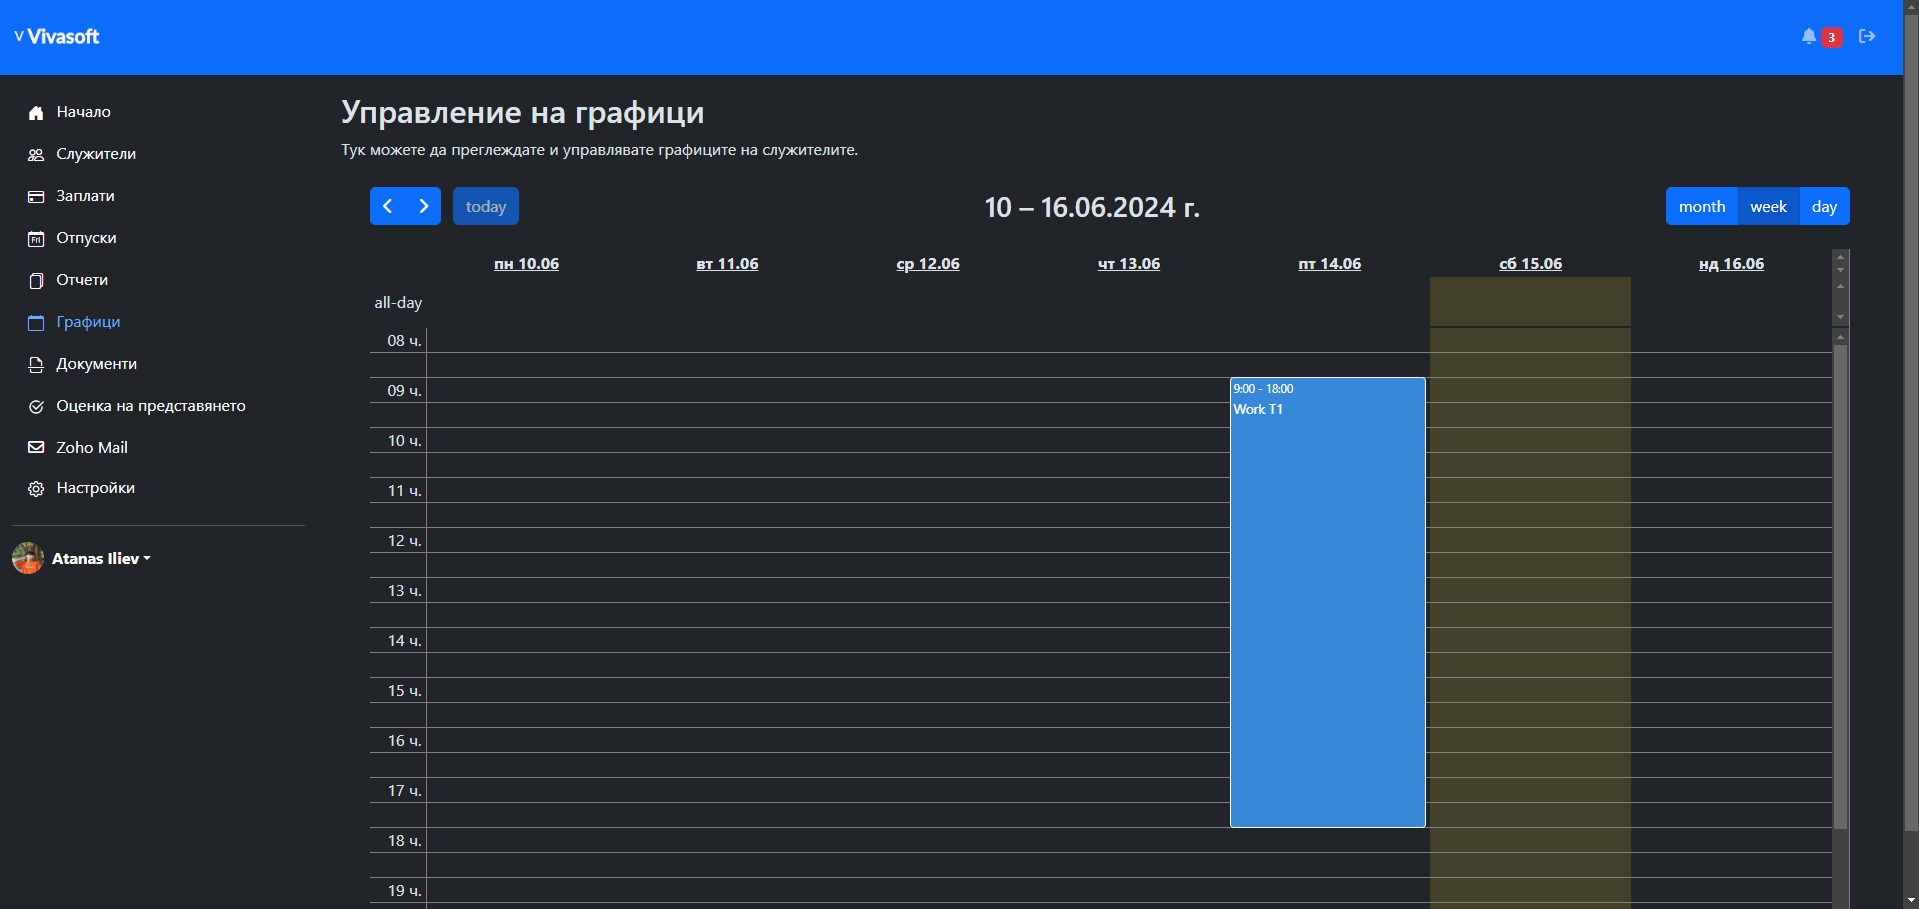 V Vivasoft
3
Начало
Служители
Заплати
Fri Отпуски
Отчети
Графици
Документи
Оценка на представянето
Zoho Mail
Настройки
Atanas Iliev
Управление на графици
Тук можете да преглеждате и управлявате графиците на служителите.
today
10 – 16.06.2024 г.
month week day
пн 10.06 вт 11.06 ср 12.06 чт 13.06 пт 14.06 сб 15.06 нд 16.06
all-day
08 ч.
09 ч.
9:00 - 18:00
Work T1
10 ч.
11 ч.
12 ч.
13 ч.
14 ч.
15 ч.
16 ч.
17 ч.
18 ч.
19 ч.